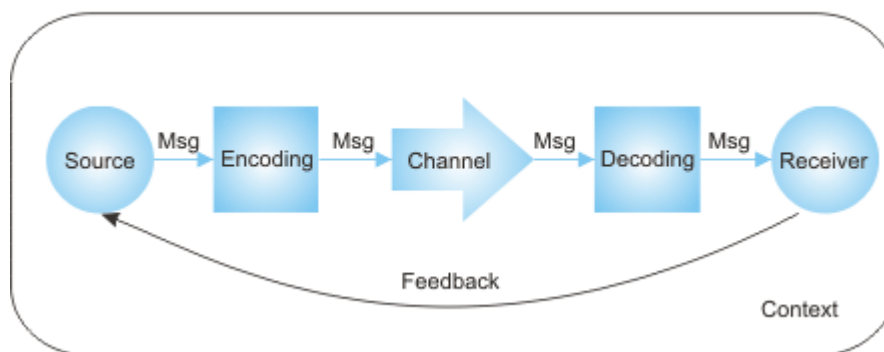 Msg Msg Msg Msg
Source Encoding Channel Decoding Receiver
Feedback
Context